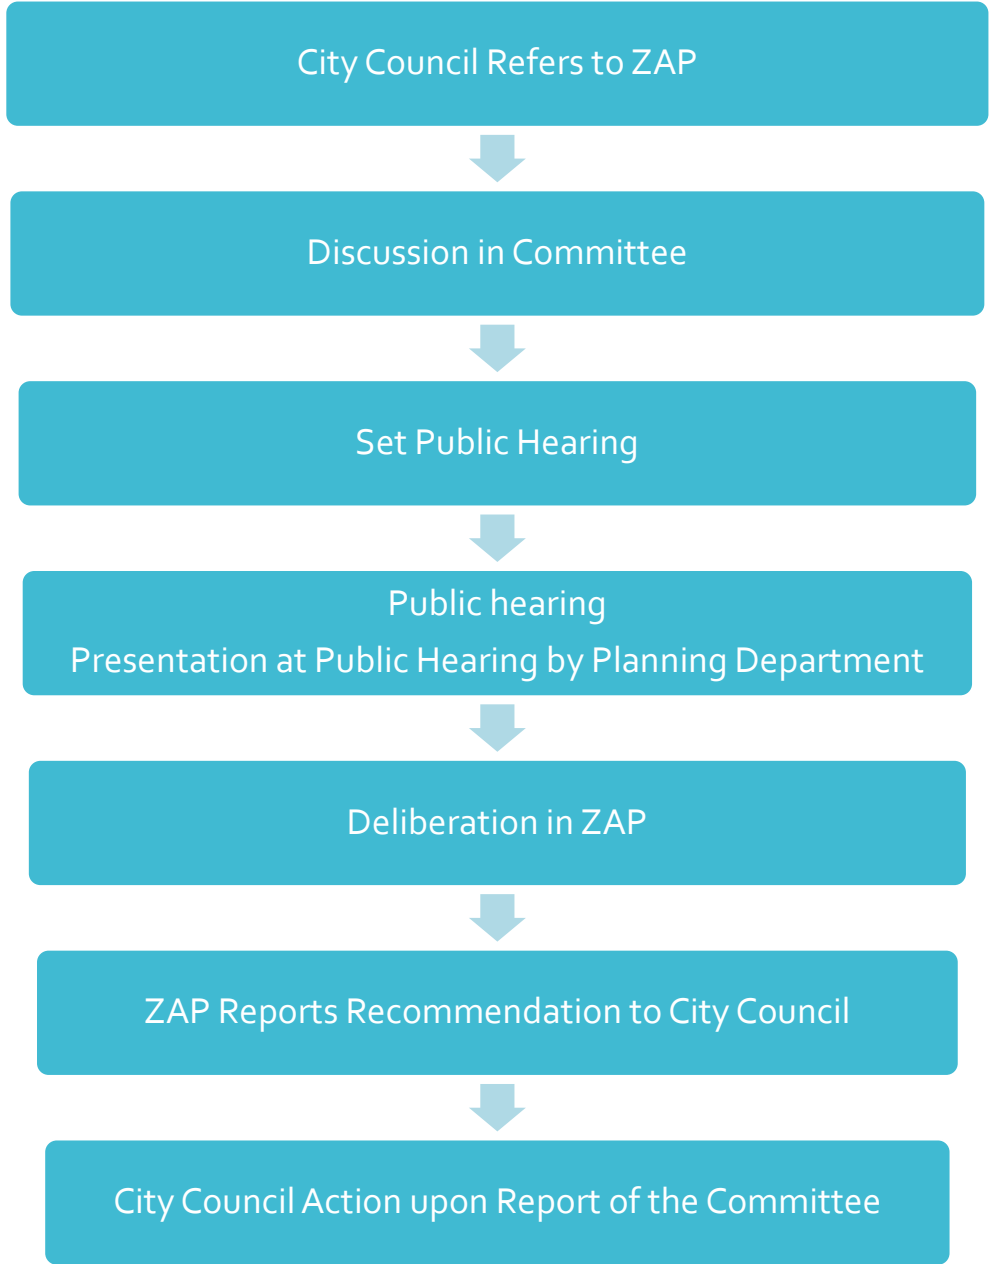 City Council Refers to ZAP
Discussion in Committee
Set Public Hearing
Public hearing
Presentation at Public Hearing by Planning Department
Deliberation in ZAP
ZAP Reports Recommendation to City Council
City Council Action upon Report of the Committee